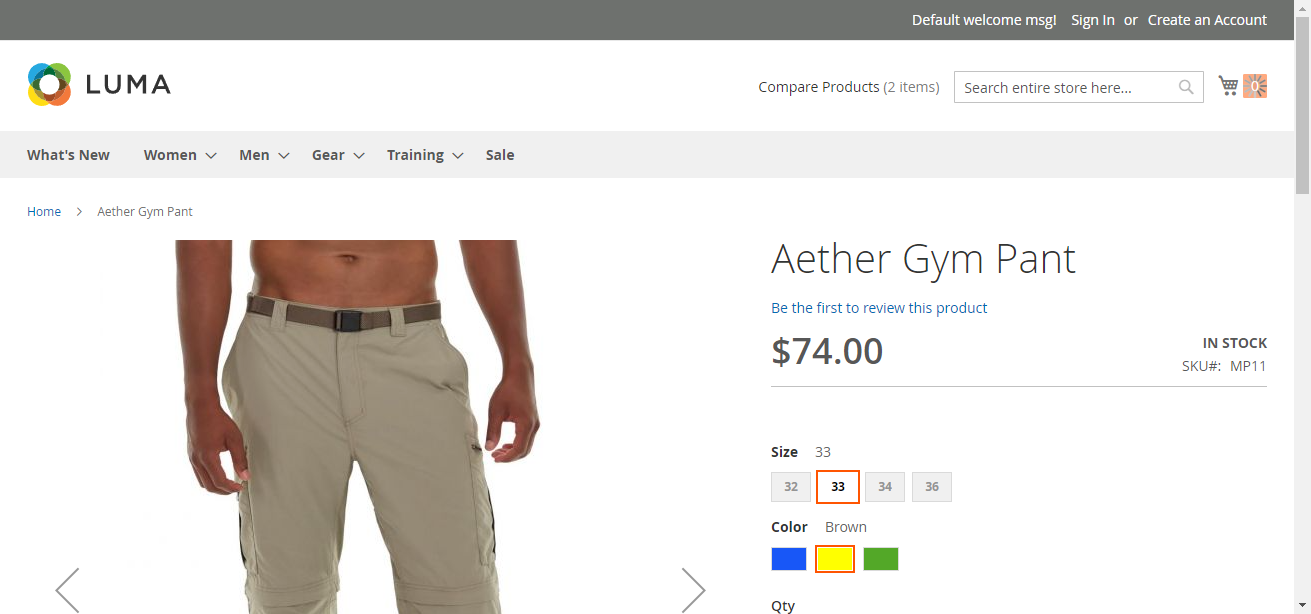 Default welcome msg! Sign In or Create an Account
LUMA
Compare Products (2 items)
Search entire store here...
0
What's New Women Men Gear Training Sale
Home > Aether Gym Pant
Aether Gym Pant
Be the first to review this product
$74.00
IN STOCK
SKU#: MP11
Size 33
32 33 34 36
Color Brown
Qty